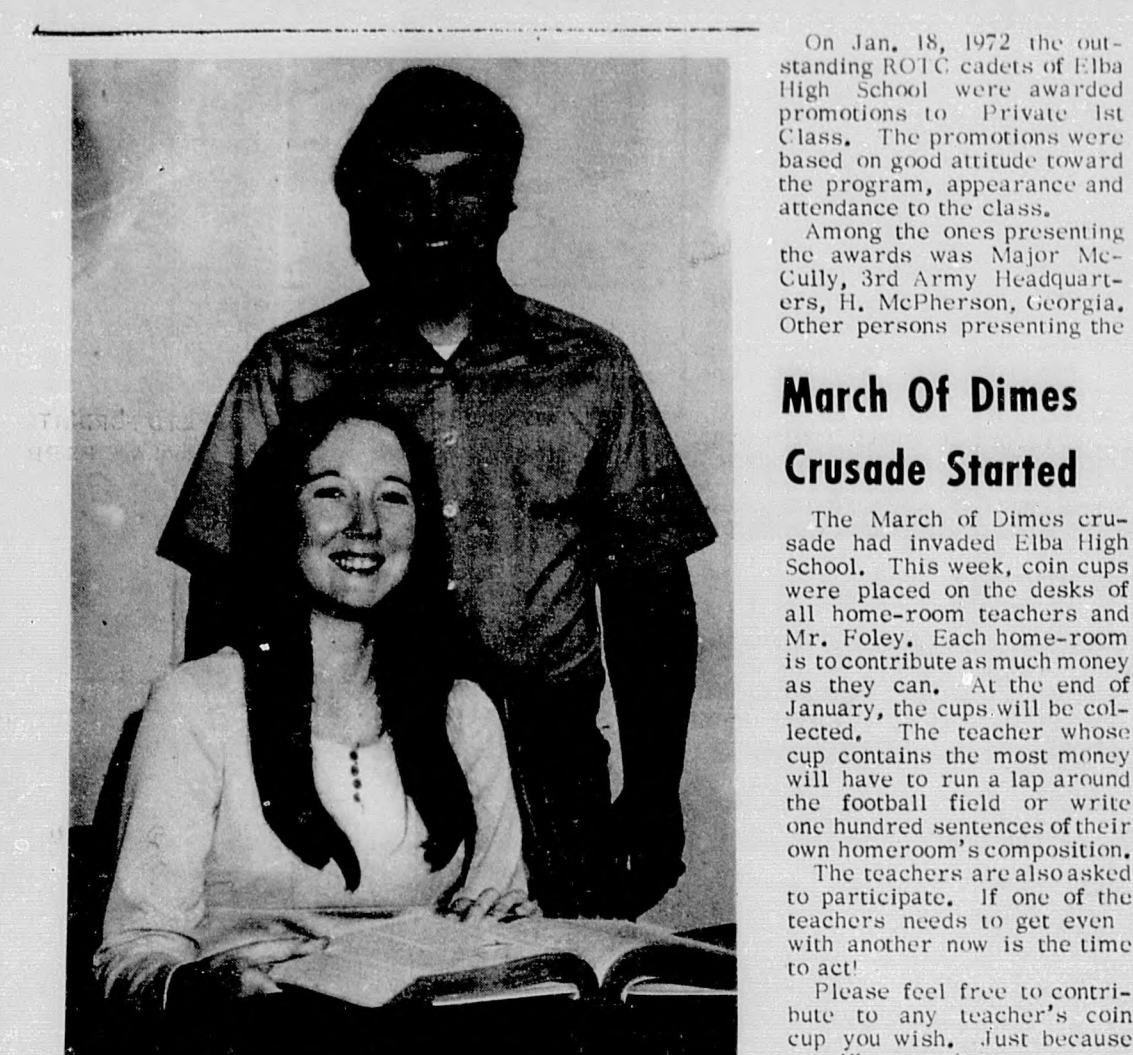 On Jan. 18, 1972 the out-
standing ROTC cadets of Elba
High School were awarded
promotions to Private 1st
Class. The promotions were
based on good attitude toward
the program, appearance and
attendance to the class.
Among the ones presenting
the awards was Major Mc-
Cully, 3rd Army Headquart-
ers, H. McPherson, Georgia.
Other persons presenting the
March Of Dimes
Crusade Started
The March of Dimes cru-
sade had invaded Elba High
School. This week, coin cups
were placed on the desks of
all home-room teachers and
Mr. Foley. Each home-room
is to contribute as much money
as they can. At the end of
January, the cups will be col-
lected. The teacher whose
cup contains the most money
will have to run a lap around
the football field or write
one hundred sentences of their
own homeroom's composition.
The teachers are also asked
to participate. If one of the
teachers needs to get even
with another now is the time
to act!
Please feel free to contri-
bute to any teacher's coin
cup you wish. Just because